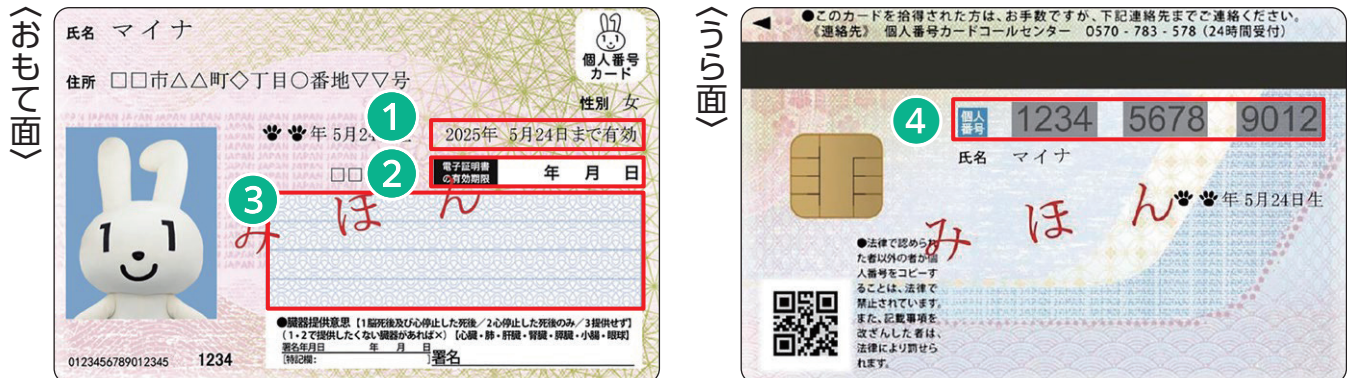 〈おもて面〉
氏名 マイナ
個人番号
カード
住所 □□市△△町◇丁目○番地▽▽号
性別 女
1
年 5月24
2025年 5月24日まで有効
2
□□
電子証明書
の有効期限 年 月 日
3
みほん
●臓器提供意思【1脳死後及び心停止した死後／2心停止した死後のみ／3提供せず】
(1・2で提供したくない臓器があれば×)【心臓・肺・肝臓・腎臓・膵臓・小腸・眼球】
署名年月日 年 月 日
[特記欄: ]署名
0123456789012345 1234
〈うら面〉
●このカードを拾得された方は、お手数ですが、下記連絡先までご連絡ください。
《連絡先》 個人番号カードコールセンター 0570 - 783 - 578 (24時間受付)
4
個人
番号 1234 5678 9012
氏名 マイナ
年 5月24日生
みほん
●法律で認められ
た者以外の者が個
人番号をコピーす
ることは、法律で
禁止されています。
また、記載事項を
改ざんした者は、
法律により罰せら
れます。